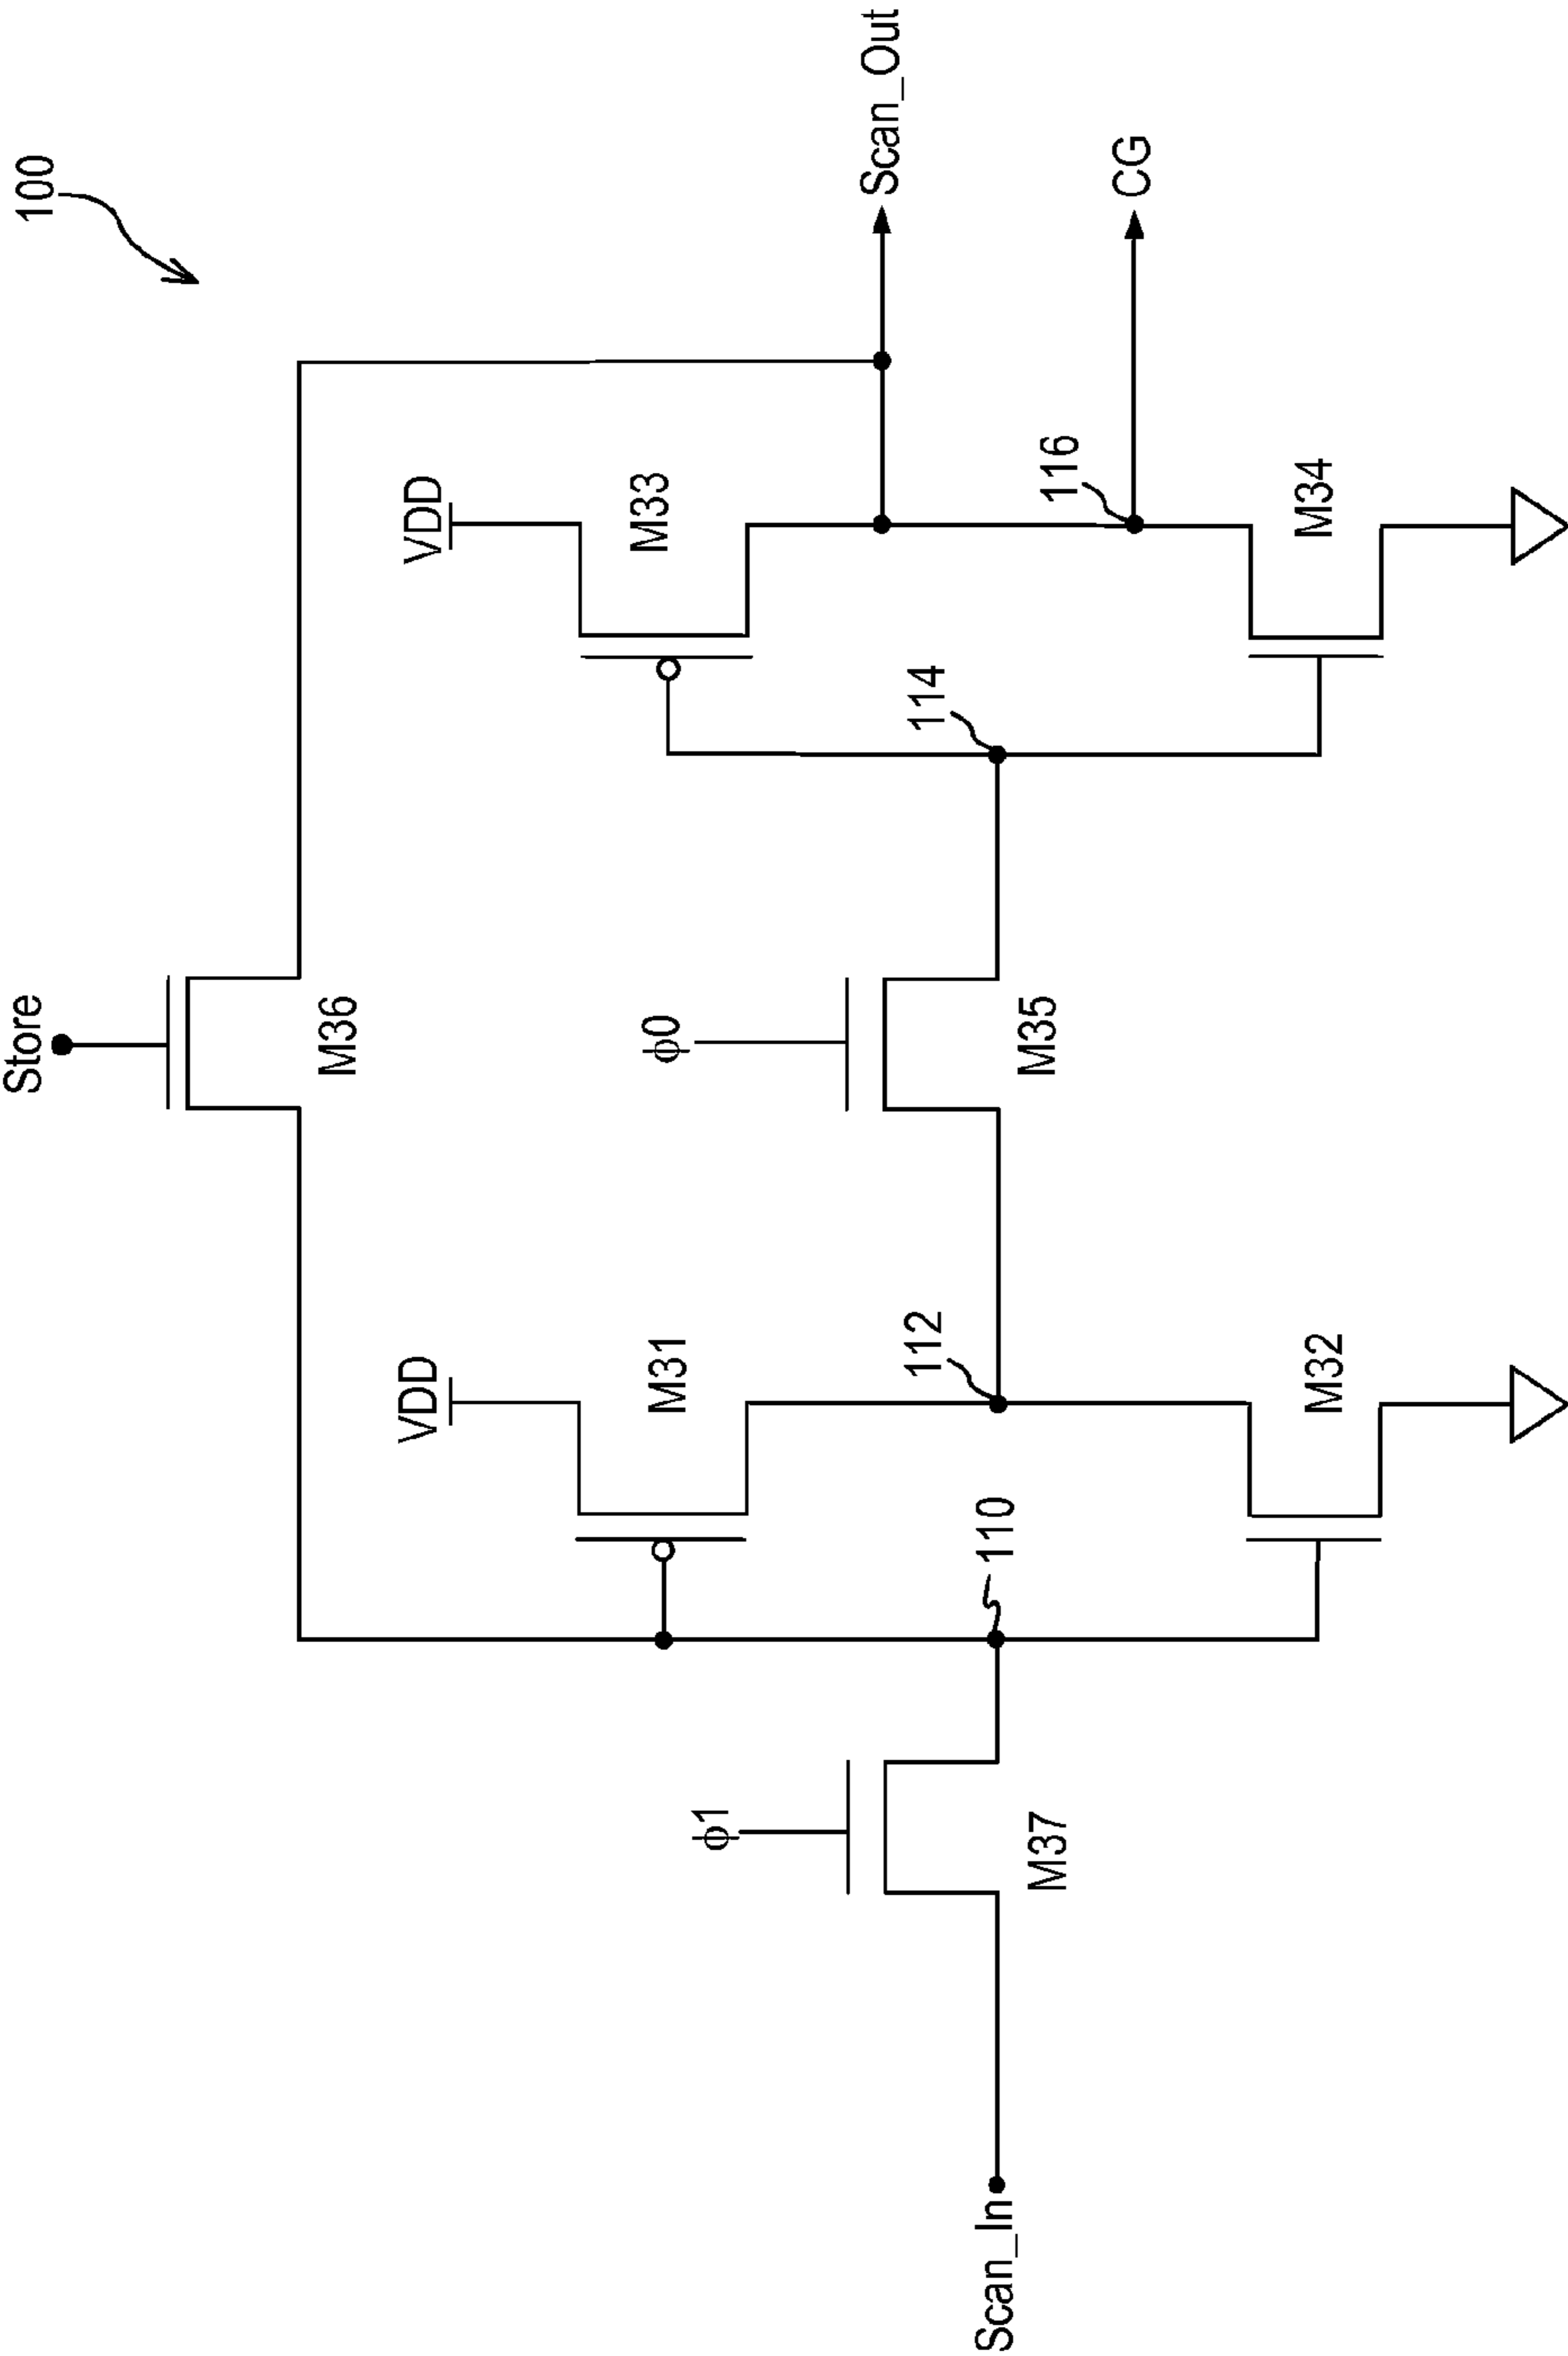 100
Store
M36
VDD
VDD
M31
M33
φ1
φ0
Scan_Out
112
114
116
CG
Scan_In
M37
110
M35
M32
M34